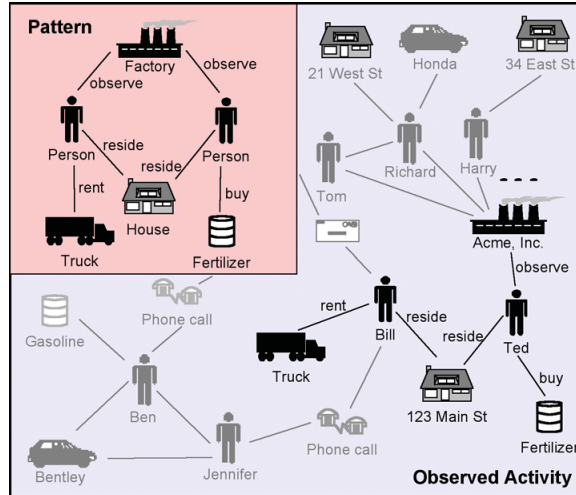 Pattern
Factory
observe
observe
Person
reside
reside
Person
rent
buy
House
Truck
Fertilizer
21 West St
Honda
34 East St
Tom
Richard
Harry
Acme, Inc.
observe
Gasoline
Phone call
rent
Bill
reside
reside
Ted
Truck
buy
Ben
123 Main St
Phone call
Fertilizer
Bentley
Jennifer
Observed Activity